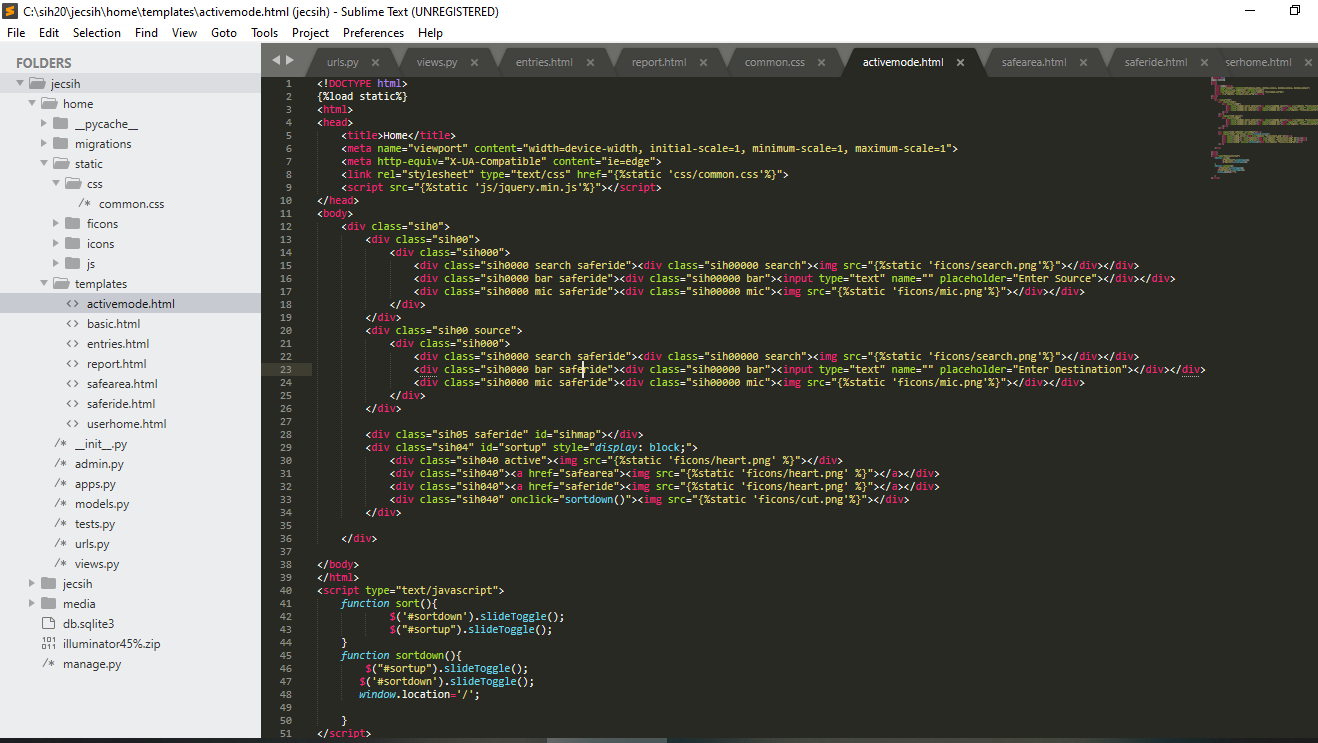 C:\sih20\jecsih\home\templates\activemode.html (jecsih) - Sublime Text (UNREGISTERED)
File Edit Selection Find View Goto Tools Project Preferences Help
FOLDERS
jecsih
home
__pycache__
migrations
static
css
/* common.css
ficons
icons
js
templates
<> activemode.html
<> basic.html
<> entries.html
<> report.html
<> safearea.html
<> saferide.html
<> userhome.html
/* __init__.py
/* admin.py
/* apps.py
/* models.py
/* tests.py
/* urls.py
/* views.py
jecsih
media
db.sqlite3
illuminator45%.zip
/* manage.py
urls.py × views.py × entries.html × report.html × common.css × activemode.html × safearea.html × saferide.html × serhome.html ×
1 <!DOCTYPE html>
2 {%load static%}
3 <html>
4 <head>
5 <title>Home</title>
6 <meta name="viewport" content="width=device-width, initial-scale=1, minimum-scale=1, maximum-scale=1">
7 <meta http-equiv="X-UA-Compatible" content="ie=edge">
8 <link rel="stylesheet" type="text/css" href="{%static 'css/common.css'%}">
9 <script src="{%static 'js/jquery.min.js'%}"></script>
10 </head>
11 <body>
12 <div class="sih0">
13 <div class="sih00">
14 <div class="sih000">
15 <div class="sih0000 search saferide"><div class="sih00000 search"><img src="{%static 'ficons/search.png'%}"></div></div>
16 <div class="sih0000 bar saferide"><div class="sih00000 bar"><input type="text" name="" placeholder="Enter Source"></div></div>
17 <div class="sih0000 mic saferide"><div class="sih00000 mic"><img src="{%static 'ficons/mic.png'%}"></div></div>
18 </div>
19 </div>
20 <div class="sih00 source">
21 <div class="sih000">
22 <div class="sih0000 search saferide"><div class="sih00000 search"><img src="{%static 'ficons/search.png'%}"></div></div>
23 <div class="sih0000 bar saferide"><div class="sih00000 bar"><input type="text" name="" placeholder="Enter Destination"></div></div>
24 <div class="sih0000 mic saferide"><div class="sih00000 mic"><img src="{%static 'ficons/mic.png'%}"></div></div>
25 </div>
26 </div>
27
28 <div class="sih05 saferide" id="sihmap"></div>
29 <div class="sih04" id="sortup" style="display: block;">
30 <div class="sih040 active"><img src="{%static 'ficons/heart.png' %}"></div>
31 <div class="sih040"><a href="safearea"><img src="{%static 'ficons/heart.png' %}"></a></div>
32 <div class="sih040"><a href="saferide"><img src="{%static 'ficons/heart.png' %}"></a></div>
33 <div class="sih040" onclick="sortdown()"><img src="{%static 'ficons/cut.png'%}"></div>
34 </div>
35
36 </div>
37
38 </body>
39 </html>
40 <script type="text/javascript">
41 function sort(){
42 $('#sortdown').slideToggle();
43 $("#sortup").slideToggle();
44 }
45 function sortdown(){
46 $("#sortup").slideToggle();
47 $('#sortdown').slideToggle();
48 window.location='/';
49
50 }
51 </script>